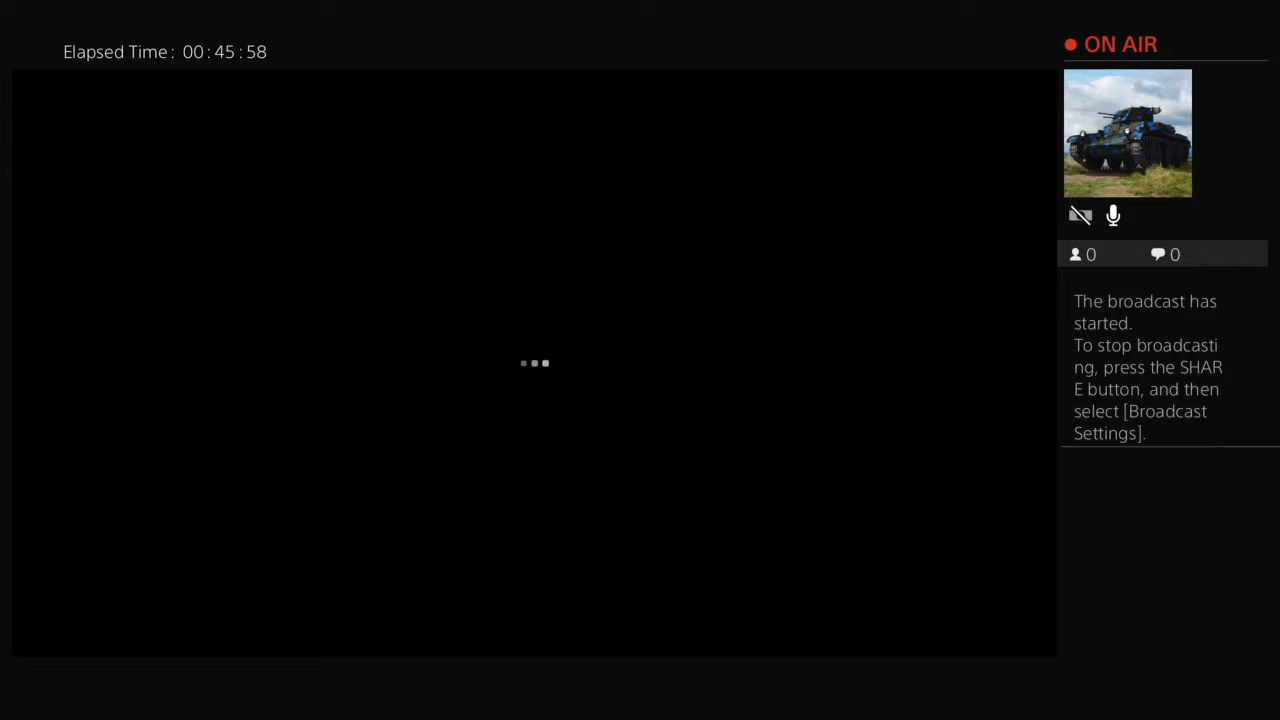 Elapsed Time: 00:45:58
ON AIR
0 0
The broadcast has
started.
To stop broadcasti
ng, press the SHAR
E button, and then
select [Broadcast
Settings].